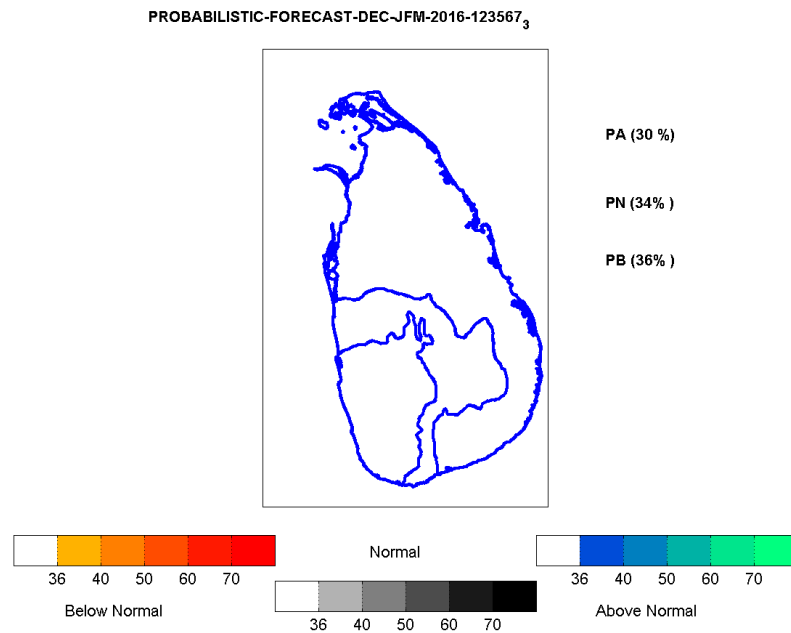 PROBABILISTIC-FORECAST-DEC-JFM-2016-123567₃
PA (30 %)
PN (34% )
PB (36% )
Normal
36 40 50 60 70
36 40 50 60 70
Below Normal
Above Normal
36 40 50 60 70